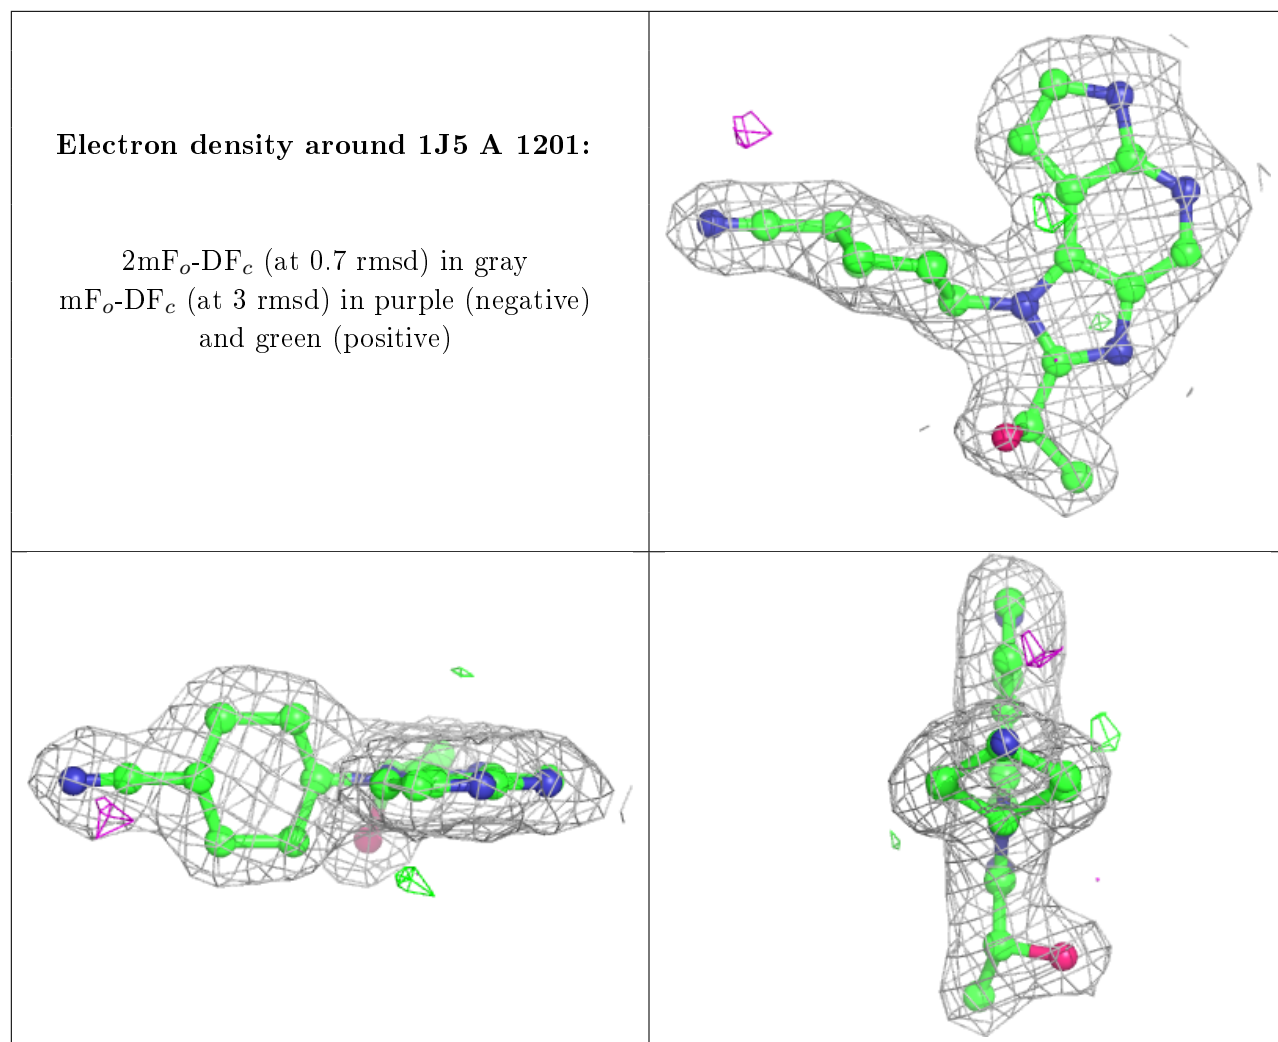 Electron density around 1J5 A 1201:
2mFo-DFc (at 0.7 rmsd) in gray
mFo-DFc (at 3 rmsd) in purple (negative)
and green (positive)